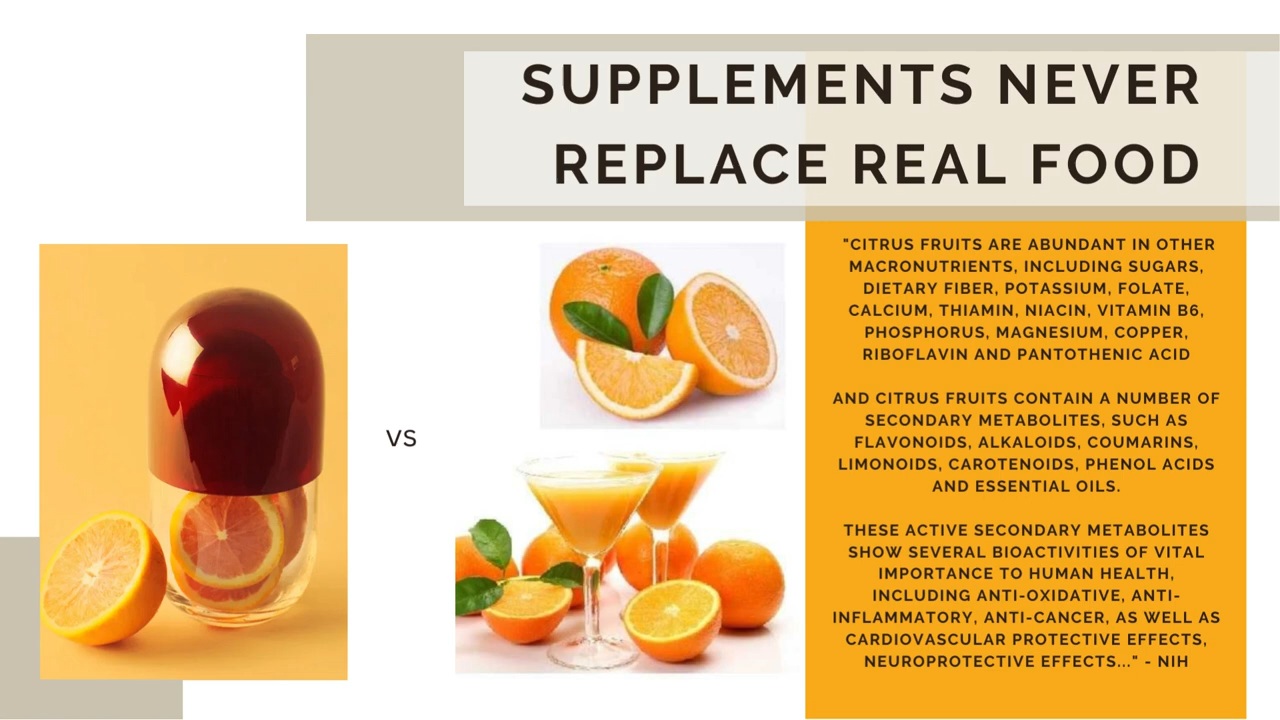 SUPPLEMENTS NEVER
REPLACE REAL FOOD
VS
"CITRUS FRUITS ARE ABUNDANT IN OTHER
MACRONUTRIENTS, INCLUDING SUGARS,
DIETARY FIBER, POTASSIUM, FOLATE,
CALCIUM, THIAMIN, NIACIN, VITAMIN B6,
PHOSPHORUS, MAGNESIUM, COPPER,
RIBOFLAVIN AND PANTOTHENIC ACID
AND CITRUS FRUITS CONTAIN A NUMBER OF
SECONDARY METABOLITES, SUCH AS
FLAVONOIDS, ALKALOIDS, COUMARINS,
LIMONOIDS, CAROTENOIDS, PHENOL ACIDS
AND ESSENTIAL OILS.
THESE ACTIVE SECONDARY METABOLITES
SHOW SEVERAL BIOACTIVITIES OF VITAL
IMPORTANCE TO HUMAN HEALTH,
INCLUDING ANTI-OXIDATIVE, ANTI-
INFLAMMATORY, ANTI-CANCER, AS WELL AS
CARDIOVASCULAR PROTECTIVE EFFECTS,
NEUROPROTECTIVE EFFECTS..." - NIH